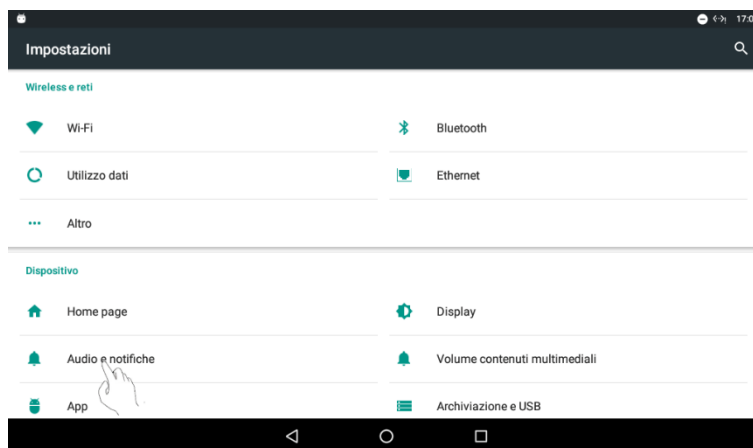 17:0
Impostazioni
Wireless e reti
Wi-Fi
Bluetooth
Utilizzo dati
Ethernet
Altro
Dispositivo
Home page
Display
Audio e notifiche
Volume contenuti multimediali
App
Archiviazione e USB